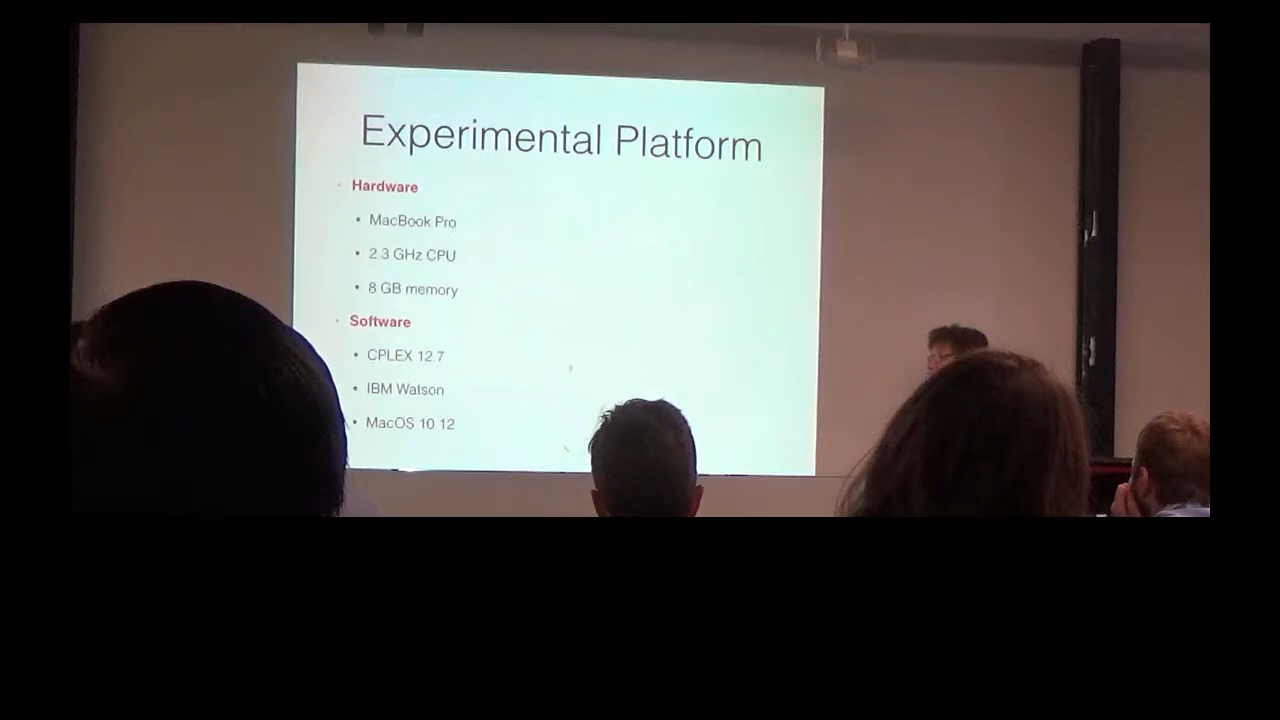 Experimental Platform
Hardware
• MacBook Pro
• 2.3 GHz CPU
• 8 GB memory
Software
• CPLEX 12.7
• IBM Watson
• MacOS 10 12